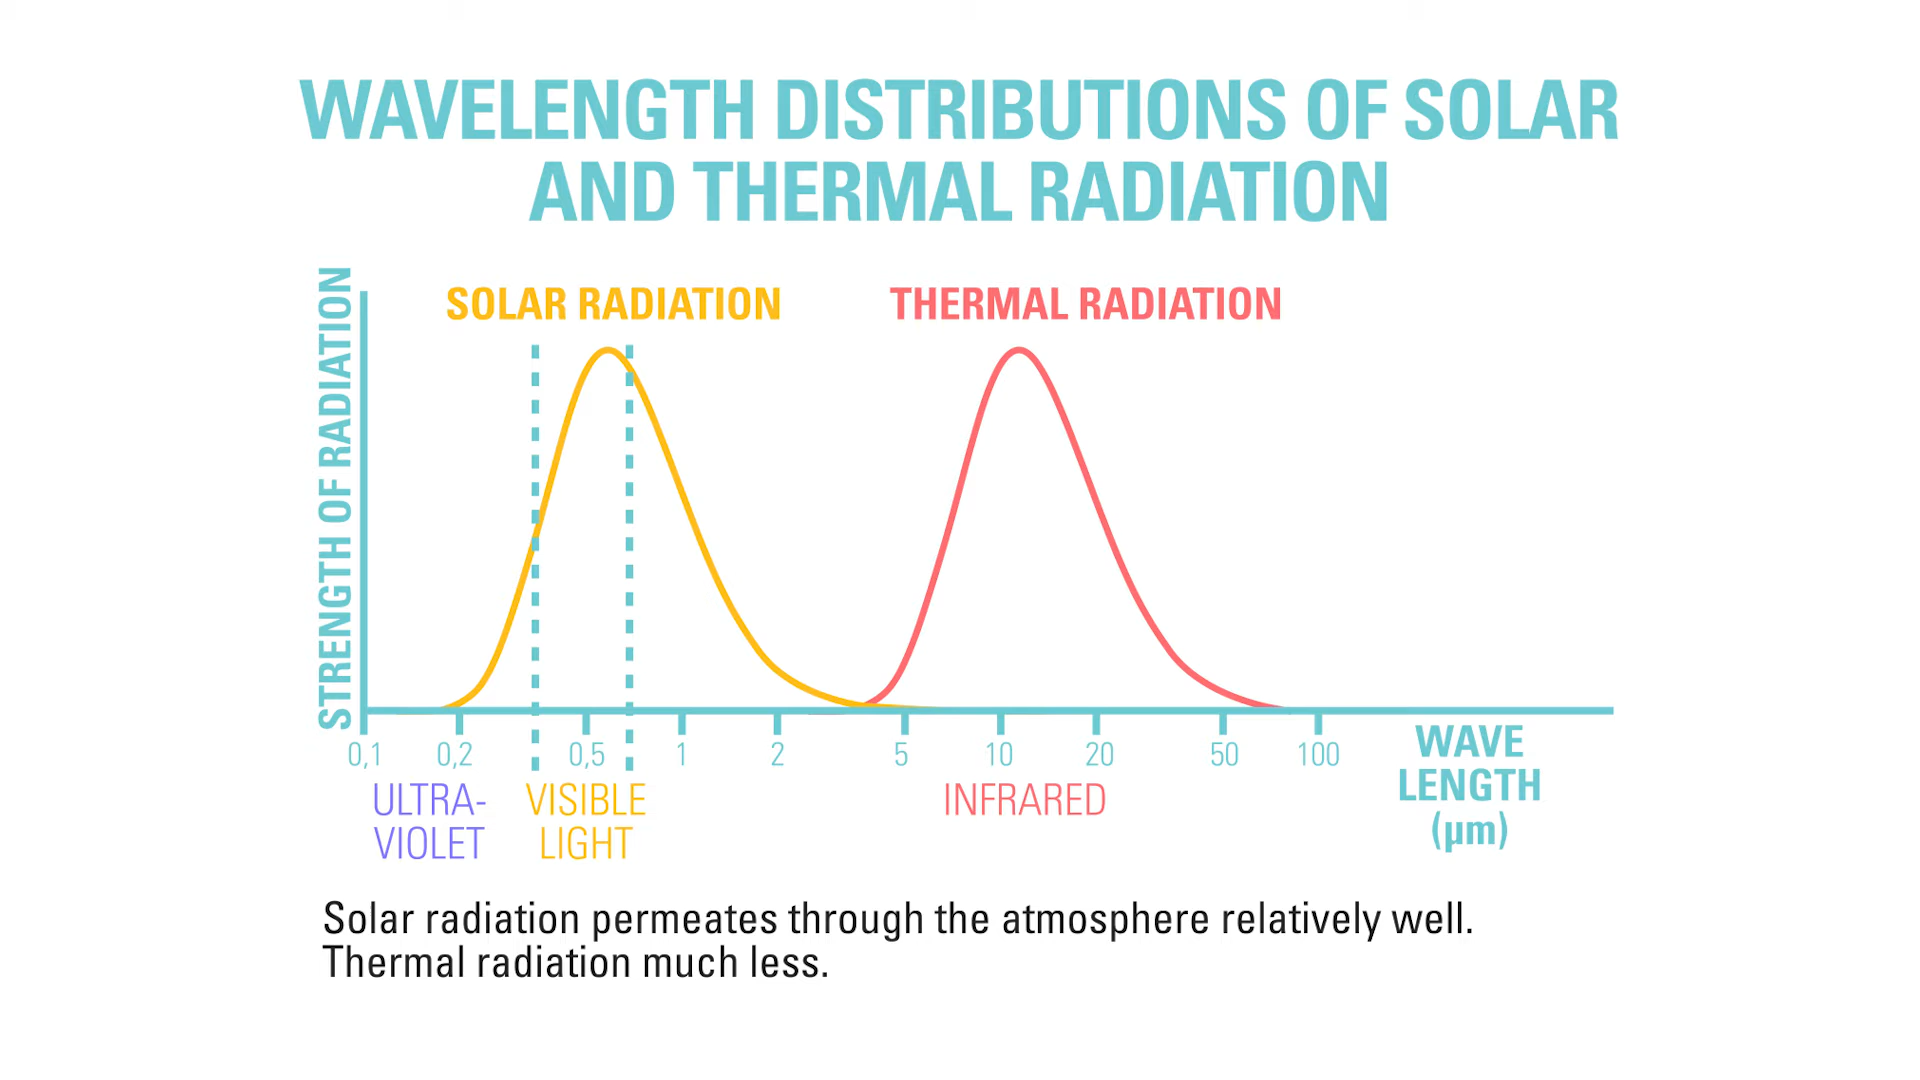 WAVELENGTH DISTRIBUTIONS OF SOLAR
AND THERMAL RADIATION
STRENGTH OF RADIATION
SOLAR RADIATION
THERMAL RADIATION
0,1 0,2 0,5 1 2 5 10 20 50 100
ULTRA-
VIOLET
VISIBLE
LIGHT
INFRARED
WAVE
LENGTH
(µm)
Solar radiation permeates through the atmosphere relatively well.
Thermal radiation much less.